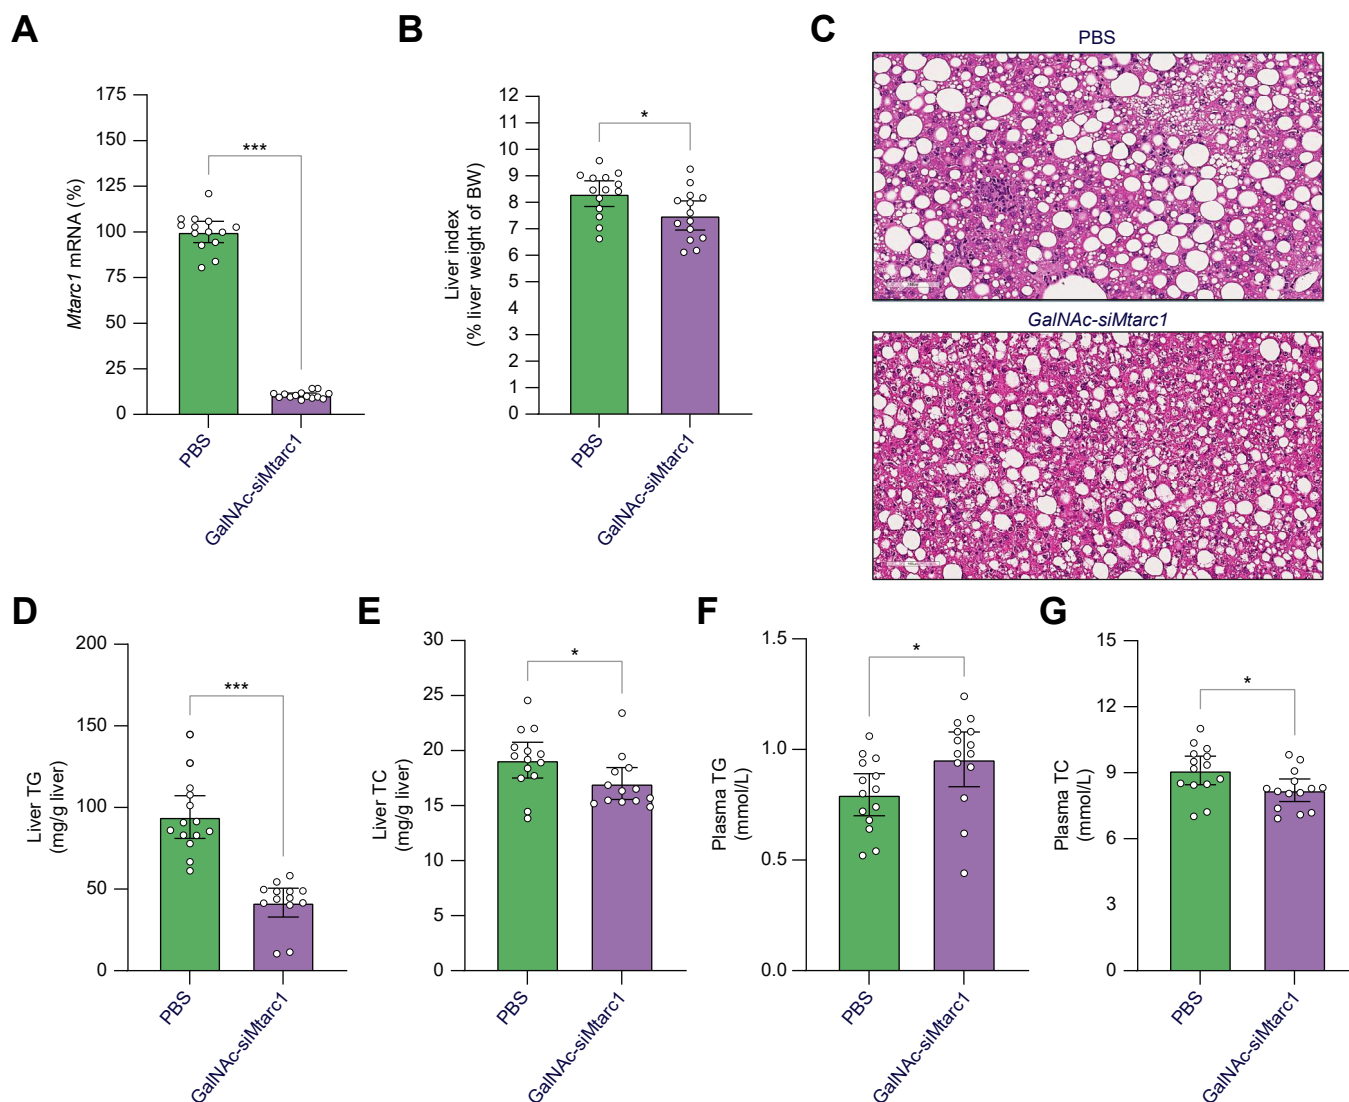 A
Mtarc1 mRNA (%)
175
150
125
100
75
50
25
0
***
PBS
GalNAc-siMtarc1
B
Liver index
(% liver weight of BW)
12
11
10
9
8
7
6
5
4
3
2
1
0
*
PBS
GalNAc-siMtarc1
C
PBS
GalNAc-siMtarc1
D
Liver TG
(mg/g liver)
200
150
100
50
0
***
PBS
GalNAc-siMtarc1
E
Liver TC
(mg/g liver)
30
25
20
15
10
5
0
*
PBS
GalNAc-siMtarc1
F
Plasma TG
(mmol/L)
1.5
1.0
0.5
0.0
*
PBS
GalNAc-siMtarc1
G
Plasma TC
(mmol/L)
15
12
9
6
3
0
*
PBS
GalNAc-siMtarc1